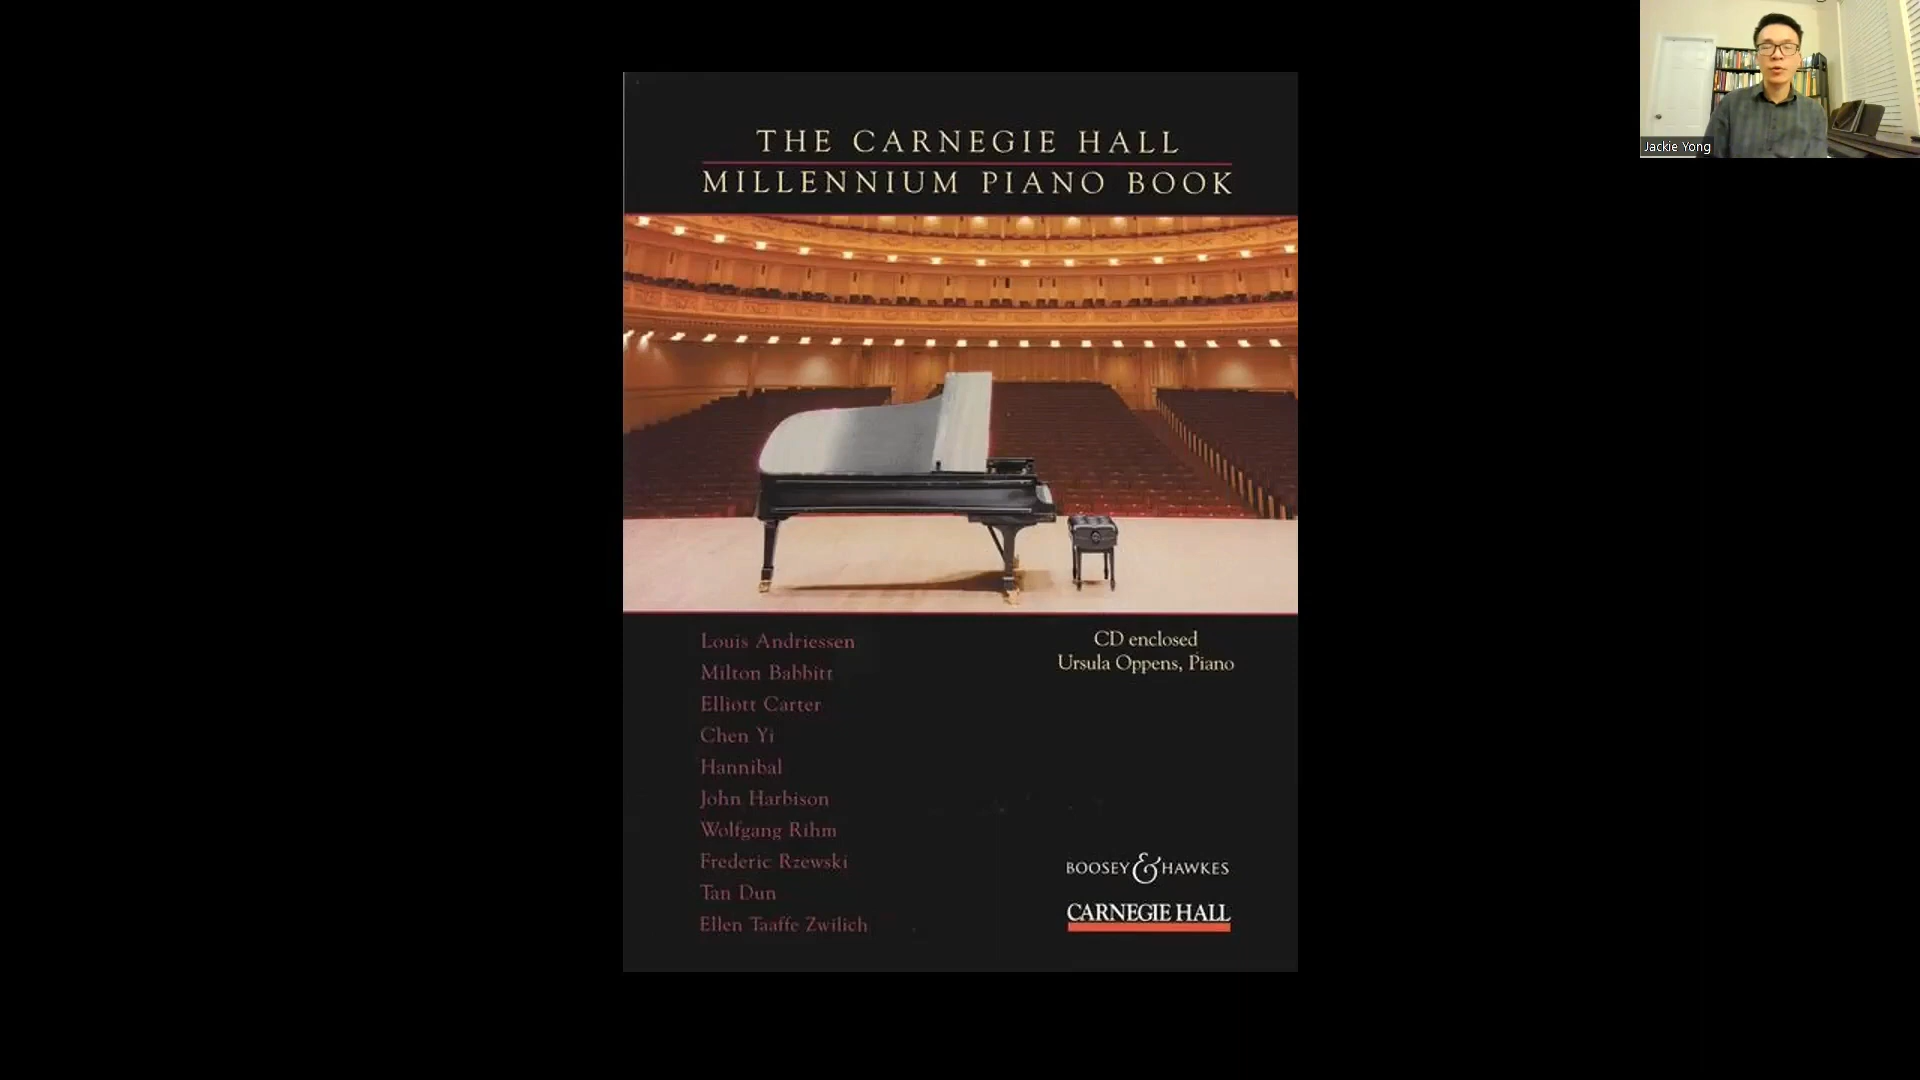 THE CARNEGIE HALL
MILLENNIUM PIANO BOOK
Louis Andriessen
Milton Babbitt
Elliott Carter
Chen Yi
Hannibal
John Harbison
Wolfgang Rihm
Frederic Rzewski
Tan Dun
Ellen Taaffe Zwilich
CD enclosed
Ursula Oppens, Piano
BOOSEY & HAWKES
CARNEGIE HALL
Jackie Yong